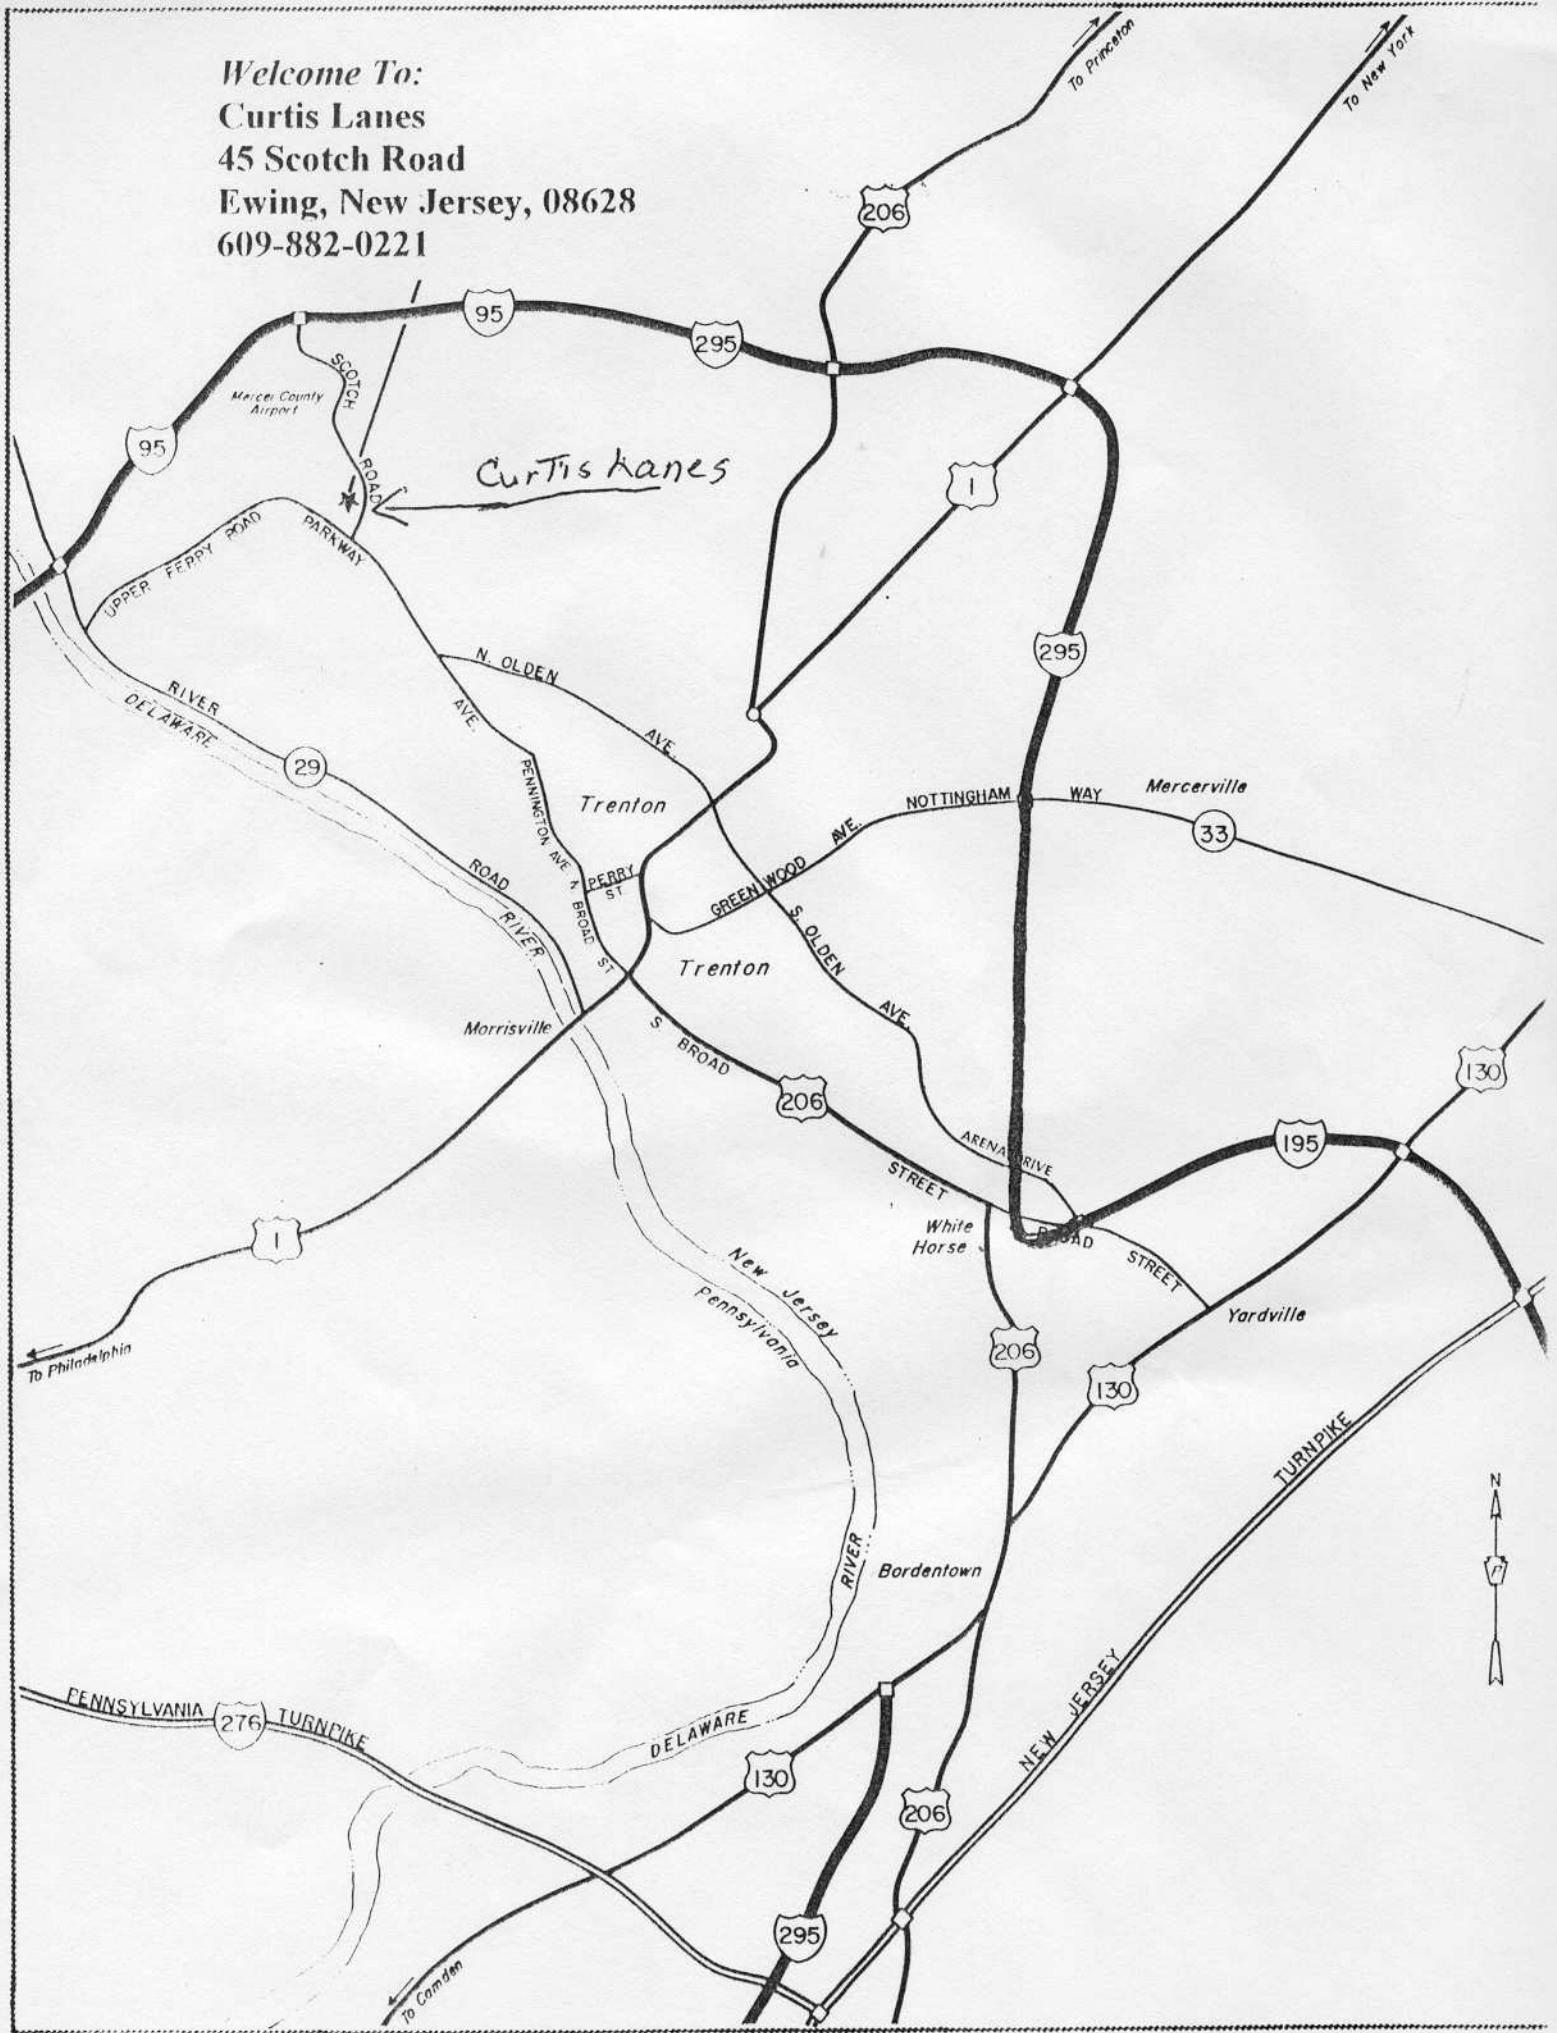 Welcome To:
Curtis Lanes
45 Scotch Road
Ewing, New Jersey, 08628
609-882-0221
To Princeton
To New York
206
95
295
SCOTCH
ROAD
Mercer County
Airport
95
Curtis Lanes
1
UPPER FERRY ROAD
PARKWAY
AVE.
N. OLDEN
AVE.
295
RIVER
DELAWARE
29
ROAD
RIVER
PENNINGTON AVE
Trenton
NOTTINGHAM
WAY
Mercerville
33
PERRY
ST
N BROAD ST
GREENWOOD
AVE.
S. OLDEN
AVE.
Trenton
Morrisville
S
BROAD
206
STREET
ARENA DRIVE
130
195
White
Horse
BROAD
STREET
Yardville
1
To Philadelphia
New Jersey
Pennsylvania
206
130
TURNPIKE
N
P
RIVER
Bordentown
PENNSYLVANIA
276
TURNPIKE
DELAWARE
130
NEW JERSEY
206
295
To Camden